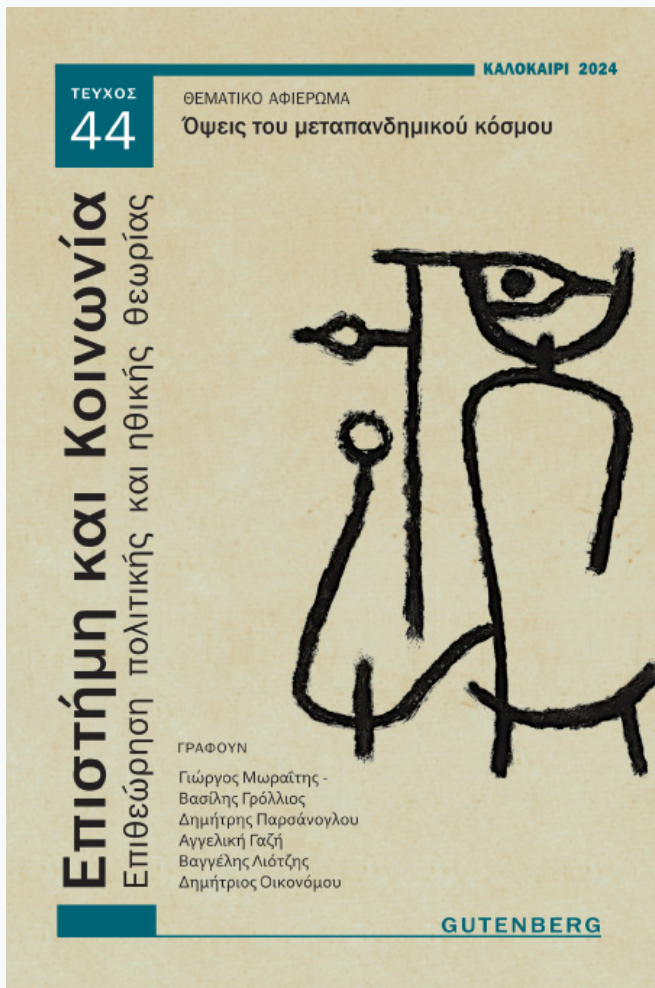 ΚΑΛΟΚΑΙΡΙ 2024
ΤΕΥΧΟΣ
44
ΘΕΜΑΤΙΚΟ ΑΦΙΕΡΩΜΑ
Όψεις του μεταπανδημικού κόσμου
Επιστήμη και Κοινωνία
Επιθεώρηση πολιτικής και ηθικής θεωρίας
ΓΡΑΦΟΥΝ
Γιώργος Μωραΐτης -
Βασίλης Γρόλλιος
Δημήτρης Παρσάνογλου
Αγγελική Γαζή
Βαγγέλης Λιότζης
Δημήτριος Οικονόμου
GUTENBERG